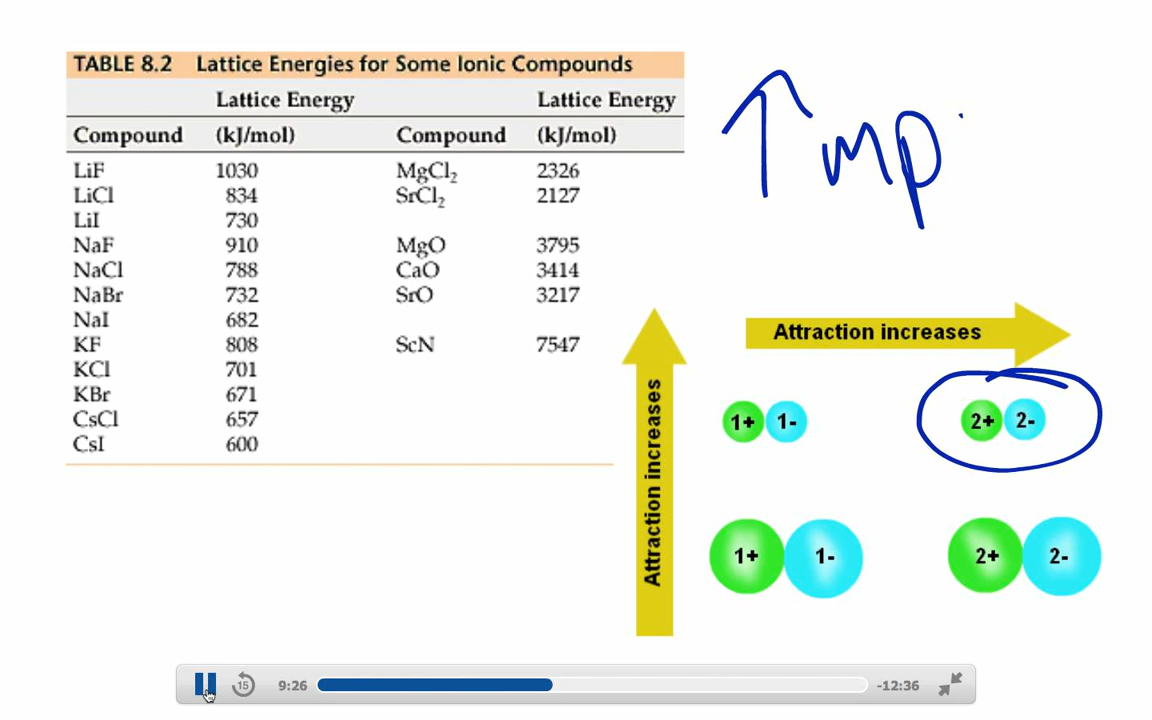 TABLE 8.2 Lattice Energies for Some Ionic Compounds
Lattice Energy Lattice Energy
Compound (kJ/mol) Compound (kJ/mol)
LiF 1030 MgCl₂ 2326
LiCl 834 SrCl₂ 2127
LiI 730
NaF 910 MgO 3795
NaCl 788 CaO 3414
NaBr 732 SrO 3217
NaI 682
KF 808 ScN 7547
KCl 701
KBr 671
CsCl 657
CsI 600
↑ mp
Attraction increases
Attraction increases
1+ 1- 2+ 2-
1+ 1- 2+ 2-
15 9:26 -12:36